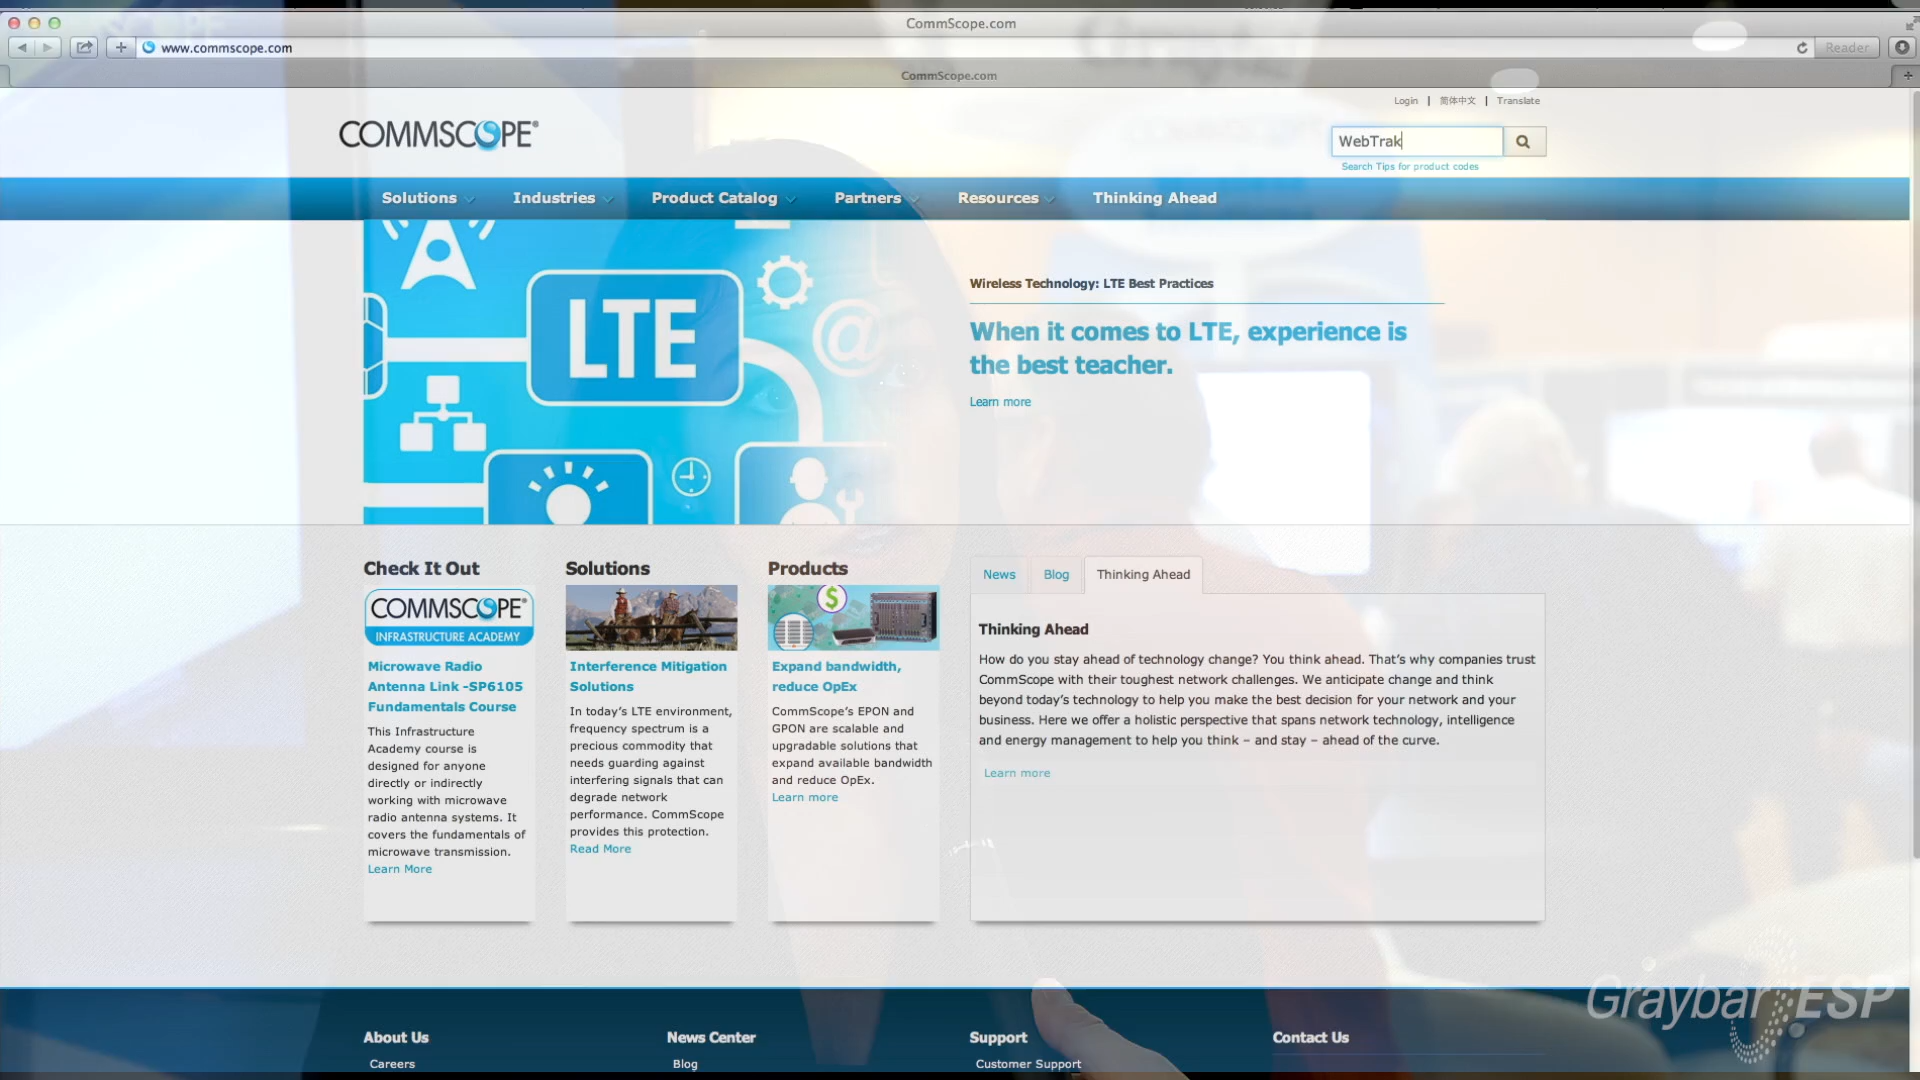 CommScope.com
www.commscope.com
Reader
CommScope.com
Login | 简体中文 | Translate
COMMSCOPE®
WebTrak
Search Tips for product codes
Solutions
Industries
Product Catalog
Partners
Resources
Thinking Ahead
LTE
@
Wireless Technology: LTE Best Practices
When it comes to LTE, experience is
the best teacher.
Learn more
Check It Out
COMMSCOPE®
INFRASTRUCTURE ACADEMY
Microwave Radio
Antenna Link -SP6105
Fundamentals Course
This Infrastructure
Academy course is
designed for anyone
directly or indirectly
working with microwave
radio antenna systems. It
covers the fundamentals of
microwave transmission.
Learn More
Solutions
Interference Mitigation
Solutions
In today’s LTE environment,
frequency spectrum is a
precious commodity that
needs guarding against
interfering signals that can
degrade network
performance. CommScope
provides this protection.
Read More
Products
$
Expand bandwidth,
reduce OpEx
CommScope’s EPON and
GPON are scalable and
upgradable solutions that
expand available bandwidth
and reduce OpEx.
Learn more
News
Blog
Thinking Ahead
Thinking Ahead
How do you stay ahead of technology change? You think ahead. That’s why companies trust
CommScope with their toughest network challenges. We anticipate change and think
beyond today’s technology to help you make the best decision for your network and your
business. Here we offer a holistic perspective that spans network technology, intelligence
and energy management to help you think – and stay – ahead of the curve.
Learn more
About Us
Careers
News Center
Blog
Support
Customer Support
Contact Us
Graybar ESP